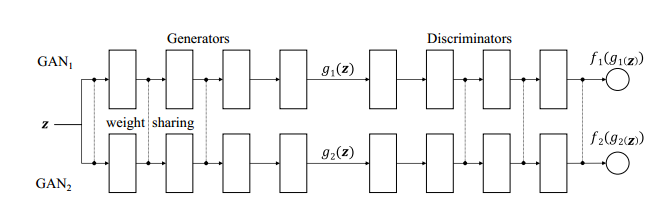 Generators
Discriminators
GAN₁
g₁(z)
f₁(g₁(z))
z
weight sharing
g₂(z)
f₂(g₂(z))
GAN₂